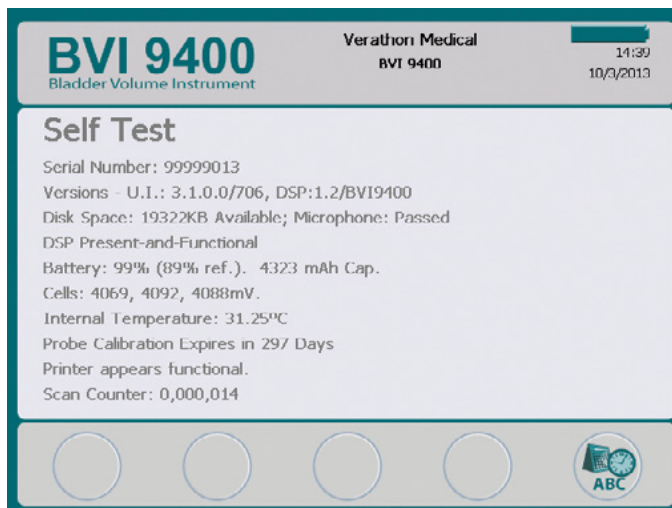 BVI 9400
Bladder Volume Instrument
Verathon Medical
BVI 9400
14:39
10/3/2013
Self Test
Serial Number: 99999013
Versions - U.I.: 3.1.0.0/706, DSP:1.2/BVI9400
Disk Space: 19322KB Available; Microphone: Passed
DSP Present-and-Functional
Battery: 99% (89% ref.). 4323 mAh Cap.
Cells: 4069, 4092, 4088mV.
Internal Temperature: 31.25ºC
Probe Calibration Expires in 297 Days
Printer appears functional.
Scan Counter: 0,000,014
ABC